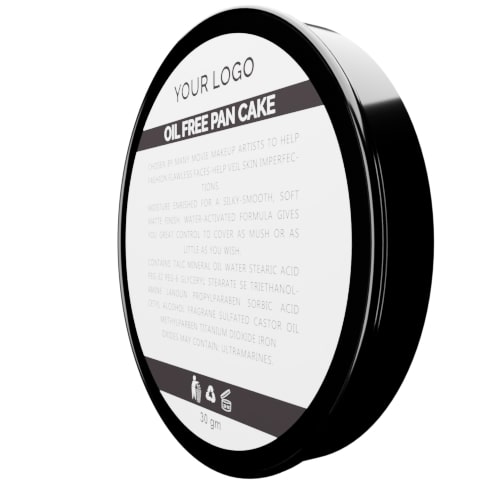 YOUR LOGO
OIL FREE PAN CAKE
CHOSEN BY MANY MOVIE MAKEUP ARTISTS TO HELP
FASHION FLAWLESS FACES-HELP VEIL SKIN IMPERFEC-
TIONS.
MOISTURE ENRICHED FOR A SILKY-SMOOTH, SOFT
MATTE FINISH. WATER-ACTIVATED FORMULA GIVES
YOU GREAT CONTROL TO COVER AS MUSH OR AS
LITTLE AS YOU WISH.
CONTAINS TALC MINERAL OIL WATER STEARIC ACID
PEG-32 PEG-6 GLYCERYL STEARATE SE TRIETHANOL-
AMINE LANOLIN PROPYLPARABEN SORBIC ACID
CETYL ALCOHOL FRAGRANE SULFATED CASTOR OIL
METHYLPARBEN TITANIUM DIOXIDE IRON
OXIDES MAY CONTAIN: ULTRAMARINES.
30 gm